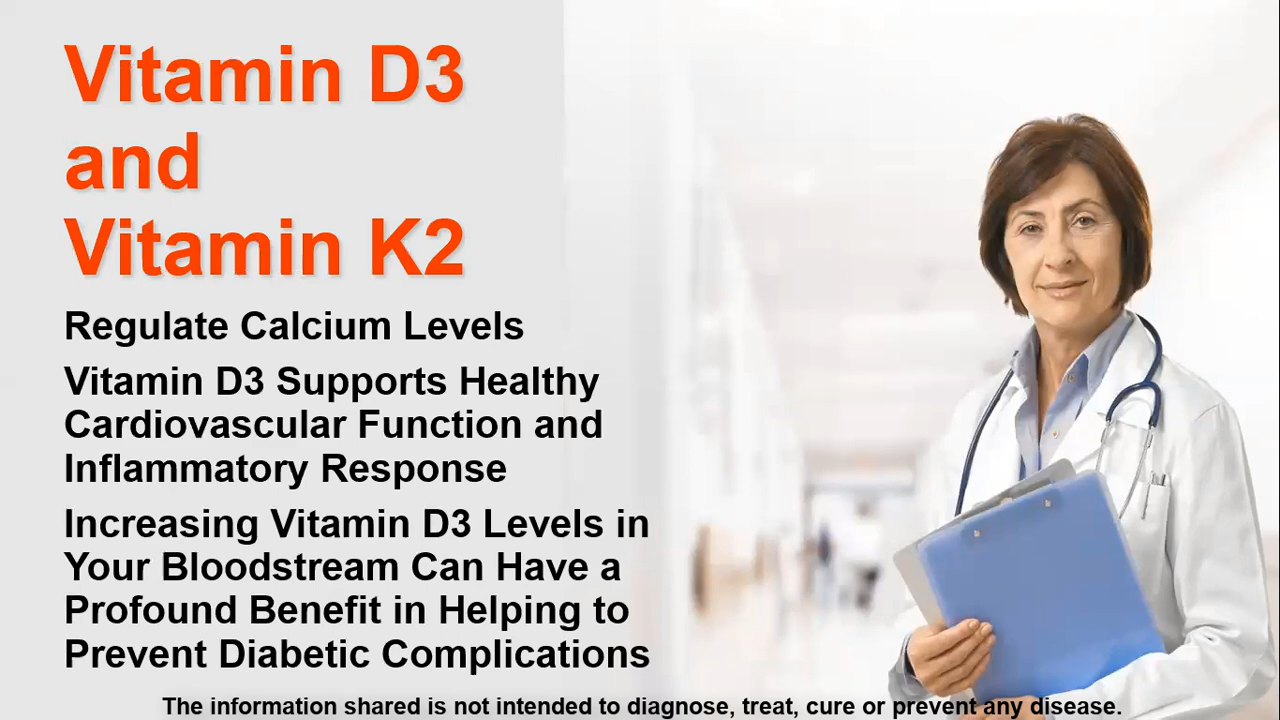 Vitamin D3
and
Vitamin K2
Regulate Calcium Levels
Vitamin D3 Supports Healthy
Cardiovascular Function and
Inflammatory Response
Increasing Vitamin D3 Levels in
Your Bloodstream Can Have a
Profound Benefit in Helping to
Prevent Diabetic Complications
The information shared is not intended to diagnose, treat, cure or prevent any disease.